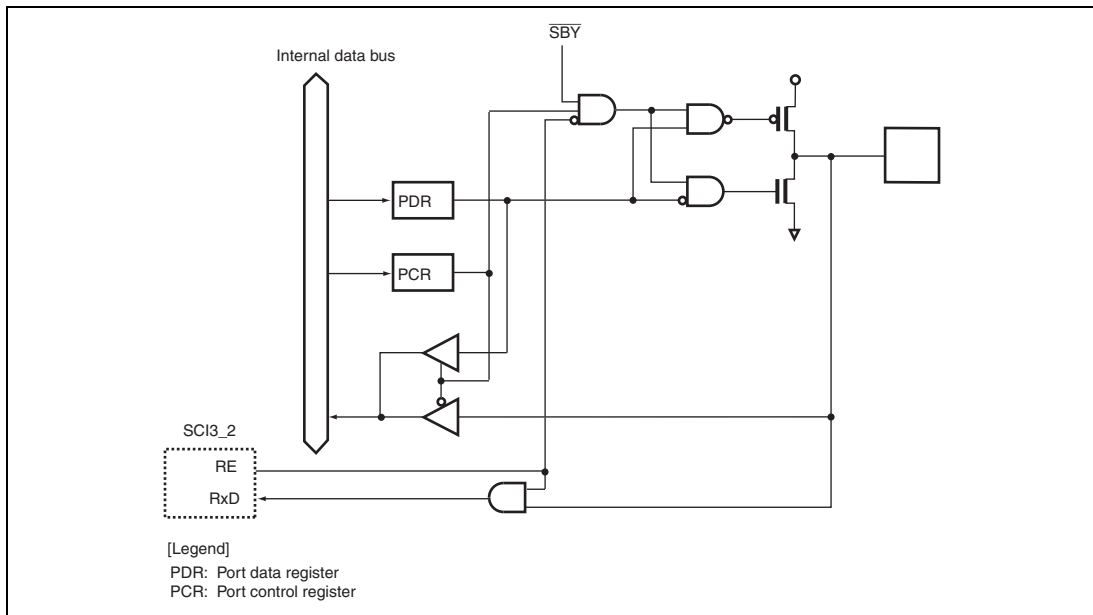 SBY
Internal data bus
PDR
PCR
SCI3_2
RE
RxD
[Legend]
PDR: Port data register
PCR: Port control register